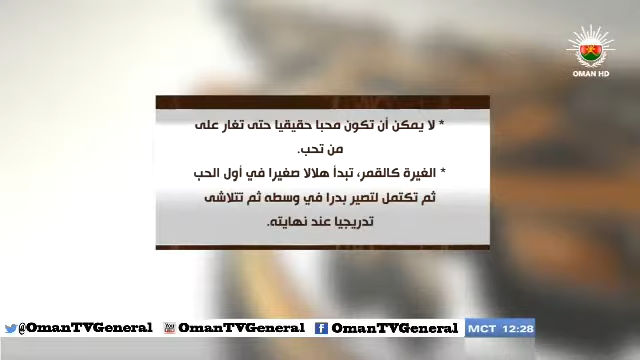 OMAN HD
* لا يمكن أن تكون محبا حقيقيا حتى تغار على
من تحب.
* الغيرة كالقمر، تبدأ هلالا صغيرا في أول الحب
ثم تكتمل لتصير بدرا في وسطه ثم تتلاشى
تدريجيا عند نهايته.
@OmanTVGeneral You Tube OmanTVGeneral f OmanTVGeneral MCT 12:28